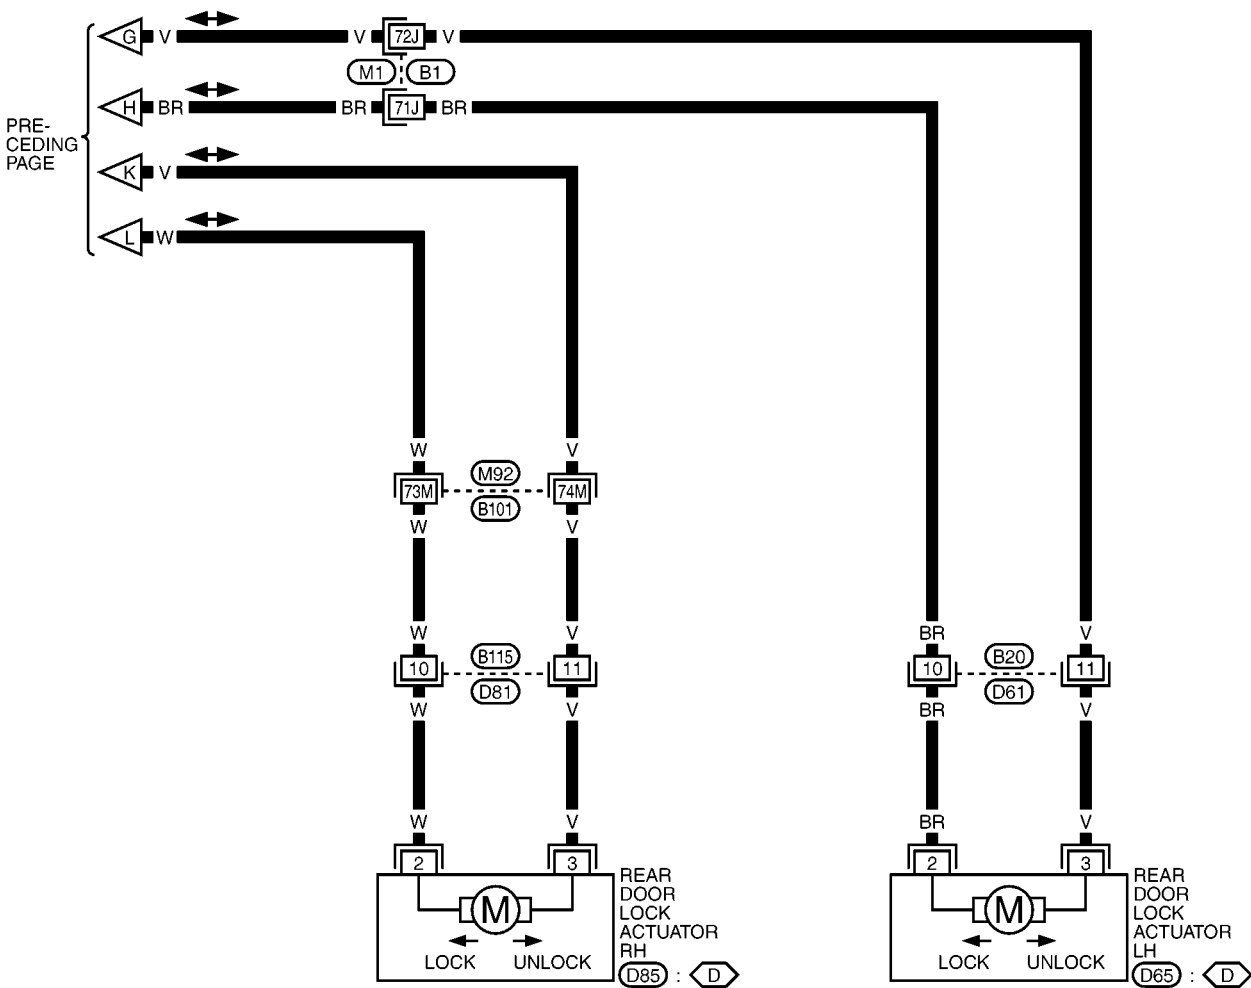 G V V 72J V
M1 B1
H BR BR 71J BR
PRE-
CEDING
PAGE
K V
L W
W V
M92
73M 74M
B101
W V
W V BR V
B115 B20
10 11 10 11
D81 D61
W V BR V
W V BR V
2 3 2 3
REAR
DOOR
LOCK
ACTUATOR
RH
D85 : D
M
LOCK UNLOCK
REAR
DOOR
LOCK
ACTUATOR
LH
D65 : D
M
LOCK UNLOCK